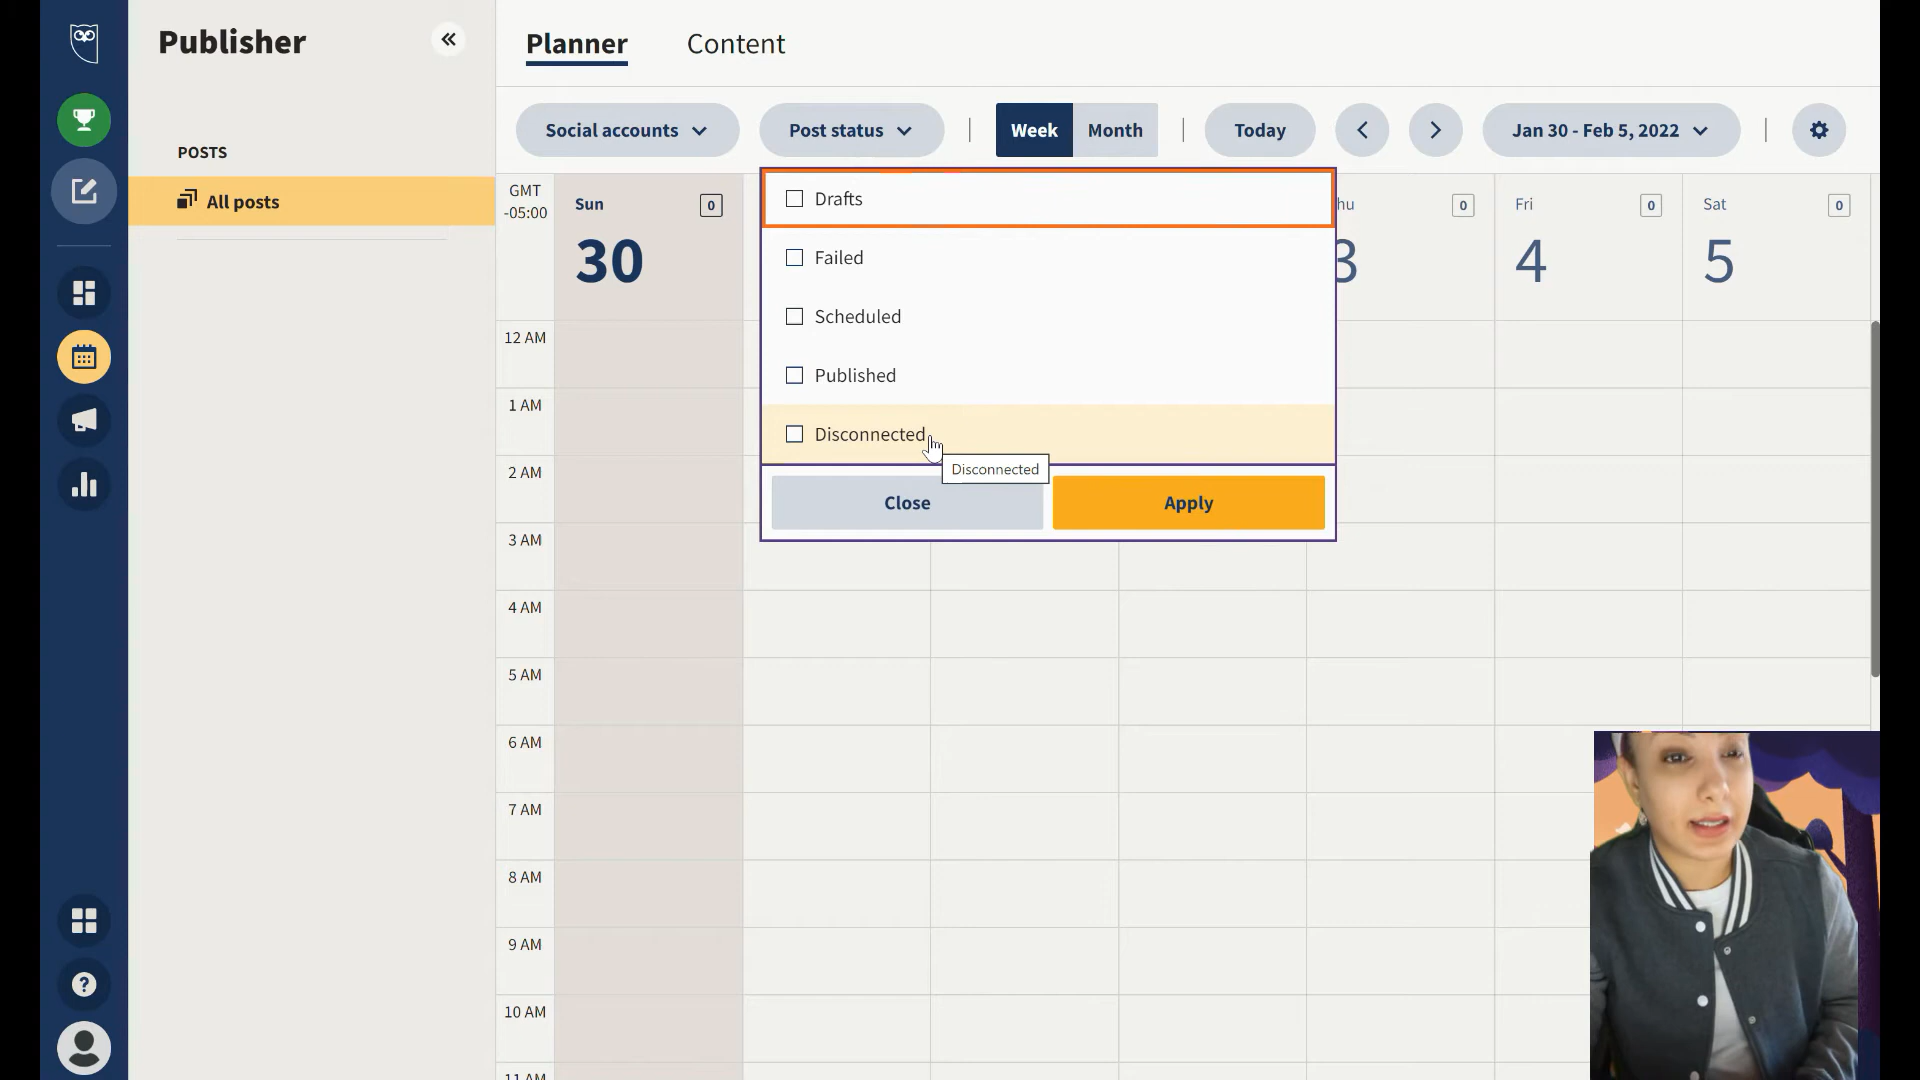 Publisher
Planner
Content
Social accounts
Post status
Week
Month
Today
Jan 30 - Feb 5, 2022
POSTS
All posts
GMT
-05:00
Sun
0
30
hu
0
3
Fri
0
4
Sat
0
5
Drafts
Failed
Scheduled
Published
Disconnected
Disconnected
Close
Apply
12 AM
1 AM
2 AM
3 AM
4 AM
5 AM
6 AM
7 AM
8 AM
9 AM
10 AM
11 AM